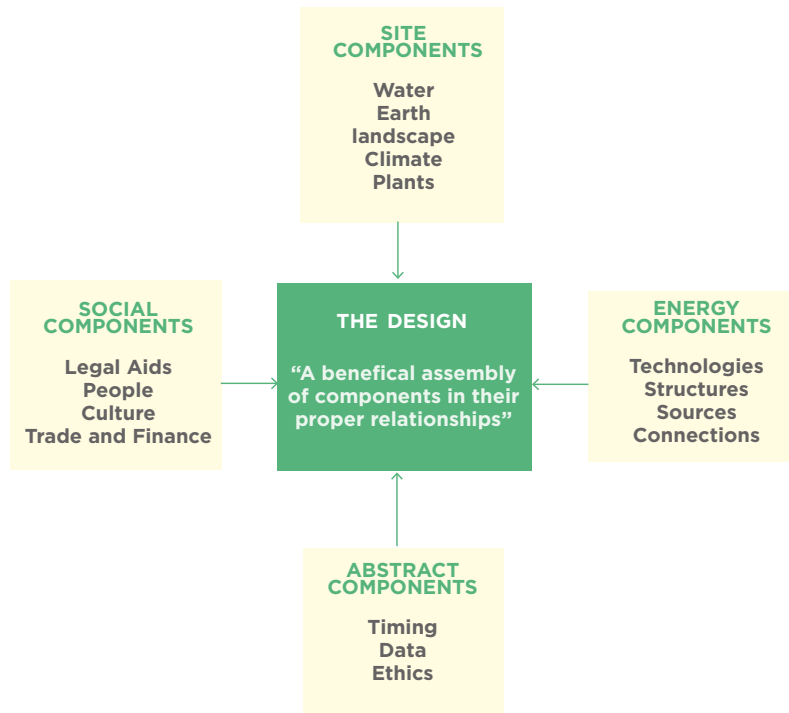 SITE
COMPONENTS
Water
Earth
landscape
Climate
Plants
SOCIAL
COMPONENTS
Legal Aids
People
Culture
Trade and Finance
THE DESIGN
“A benefical assembly
of components in their
proper relationships”
ENERGY
COMPONENTS
Technologies
Structures
Sources
Connections
ABSTRACT
COMPONENTS
Timing
Data
Ethics